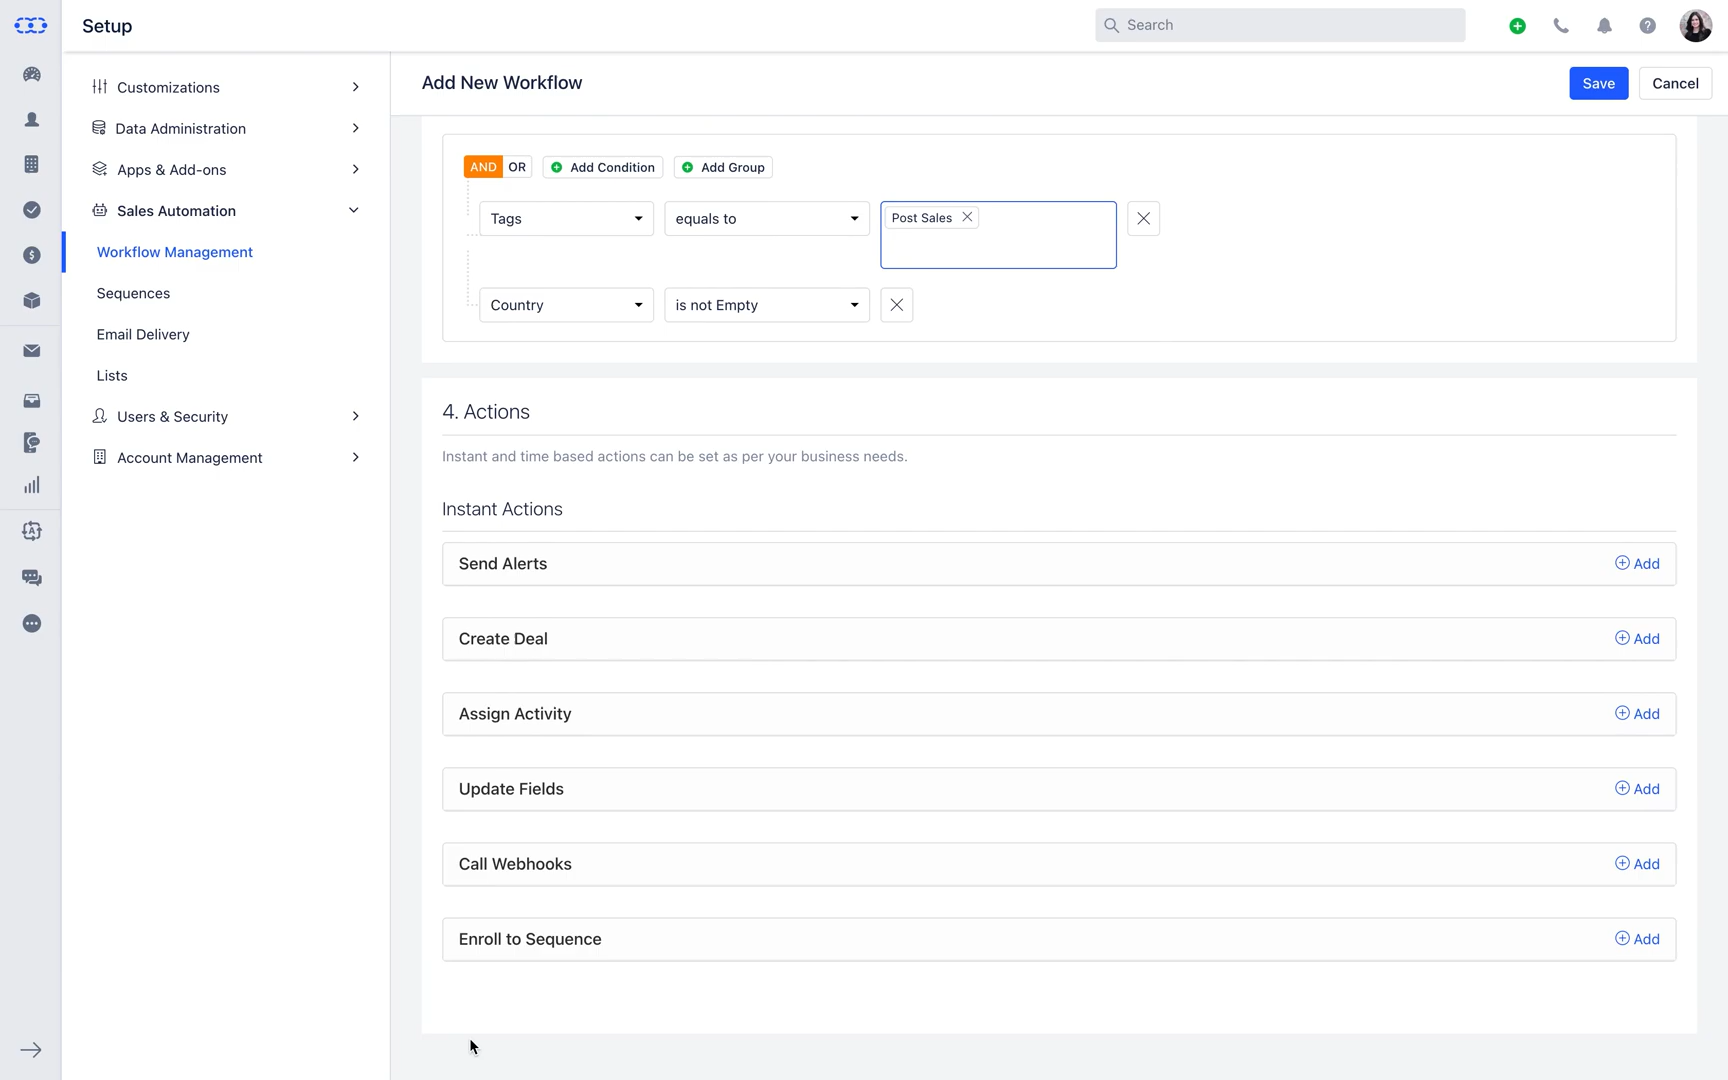 Setup
Search
Customizations
Data Administration
Apps & Add-ons
Sales Automation
Workflow Management
Sequences
Email Delivery
Lists
Users & Security
Account Management
Add New Workflow
Save
Cancel
AND OR Add Condition Add Group
Tags equals to Post Sales
Country is not Empty
4. Actions
Instant and time based actions can be set as per your business needs.
Instant Actions
Send Alerts Add
Create Deal Add
Assign Activity Add
Update Fields Add
Call Webhooks Add
Enroll to Sequence Add